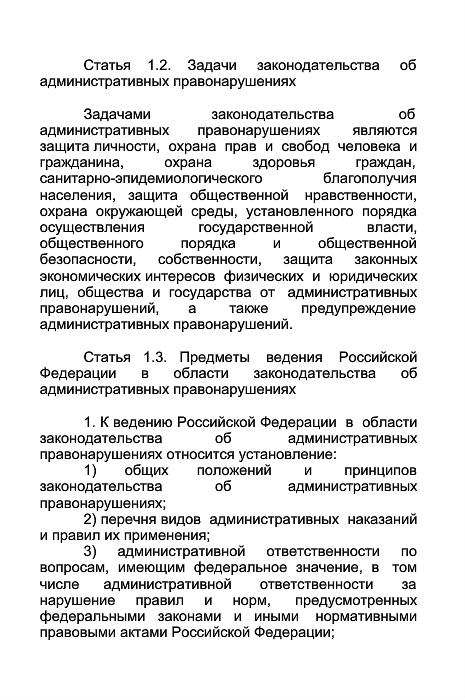 Статья 1.2. Задачи законодательства об
административных правонарушениях
Задачами законодательства об
административных правонарушениях являются
защита личности, охрана прав и свобод человека и
гражданина, охрана здоровья граждан,
санитарно-эпидемиологического благополучия
населения, защита общественной нравственности,
охрана окружающей среды, установленного порядка
осуществления государственной власти,
общественного порядка и общественной
безопасности, собственности, защита законных
экономических интересов физических и юридических
лиц, общества и государства от административных
правонарушений, а также предупреждение
административных правонарушений.
Статья 1.3. Предметы ведения Российской
Федерации в области законодательства об
административных правонарушениях
1. К ведению Российской Федерации в области
законодательства об административных
правонарушениях относится установление:
1) общих положений и принципов
законодательства об административных
правонарушениях;
2) перечня видов административных наказаний
и правил их применения;
3) административной ответственности по
вопросам, имеющим федеральное значение, в том
числе административной ответственности за
нарушение правил и норм, предусмотренных
федеральными законами и иными нормативными
правовыми актами Российской Федерации;